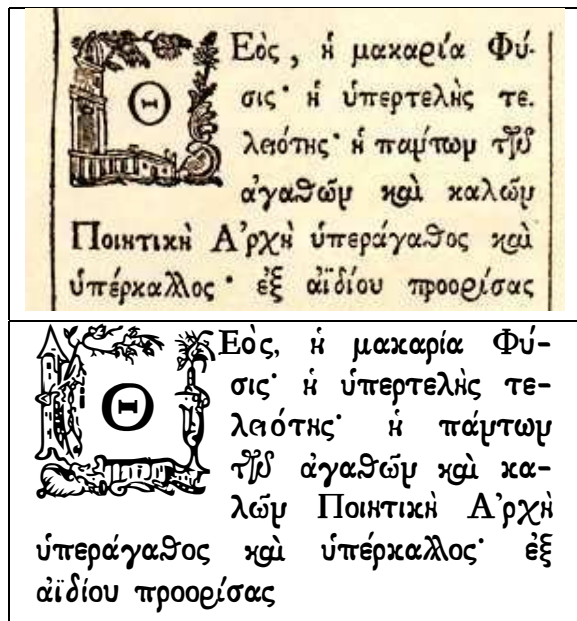 ΘΕὸς, ἡ μακαρία Φύ-
σις· ἡ ὑπερτελὴς τε-
λειότης· ἡ πάντων τῶν
ἀγαθῶν καὶ καλῶν
Ποιητικὴ Ἀρχὴ ὑπεράγαθος καὶ
ὑπέρκαλλος· ἐξ ἀϊδίου προορίσας
ΘΕὸς, ἡ μακαρία Φύ-
σις· ἡ ὑπερτελὴς τε-
λειότης· ἡ πάντων
τῶν ἀγαθῶν καὶ κα-
λῶν Ποιητικὴ Ἀρχὴ
ὑπεράγαθος καὶ ὑπέρκαλλος· ἐξ
ἀϊδίου προορίσας